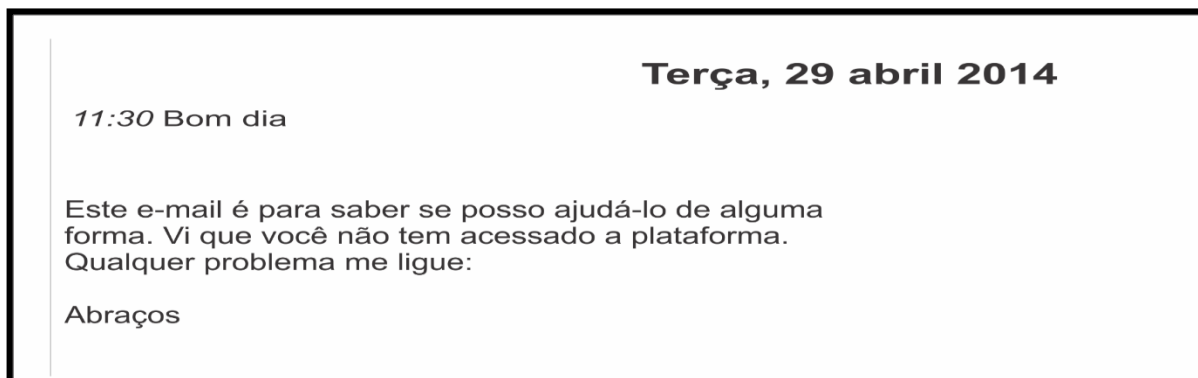 Terça, 29 abril 2014
11:30 Bom dia
Este e-mail é para saber se posso ajudá-lo de alguma
forma. Vi que você não tem acessado a plataforma.
Qualquer problema me ligue:
Abraços